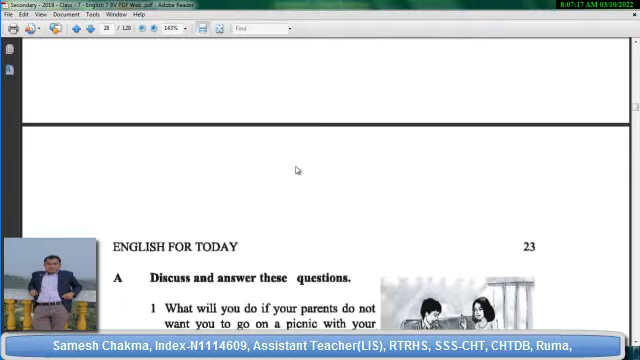 Secondary - 2018 - Class - 7 - English 7 BV PDF Web .pdf - Adobe Reader
8:07:17 AM 03/10/2022
File Edit View Document Tools Window Help
28 / 129 143% Find
ENGLISH FOR TODAY 23
A Discuss and answer these questions.
1 What will you do if your parents do not
want you to go on a picnic with your
Samesh Chakma, Index-N1114609, Assistant Teacher(LIS), RTRHS, SSS-CHT, CHTDB, Ruma,